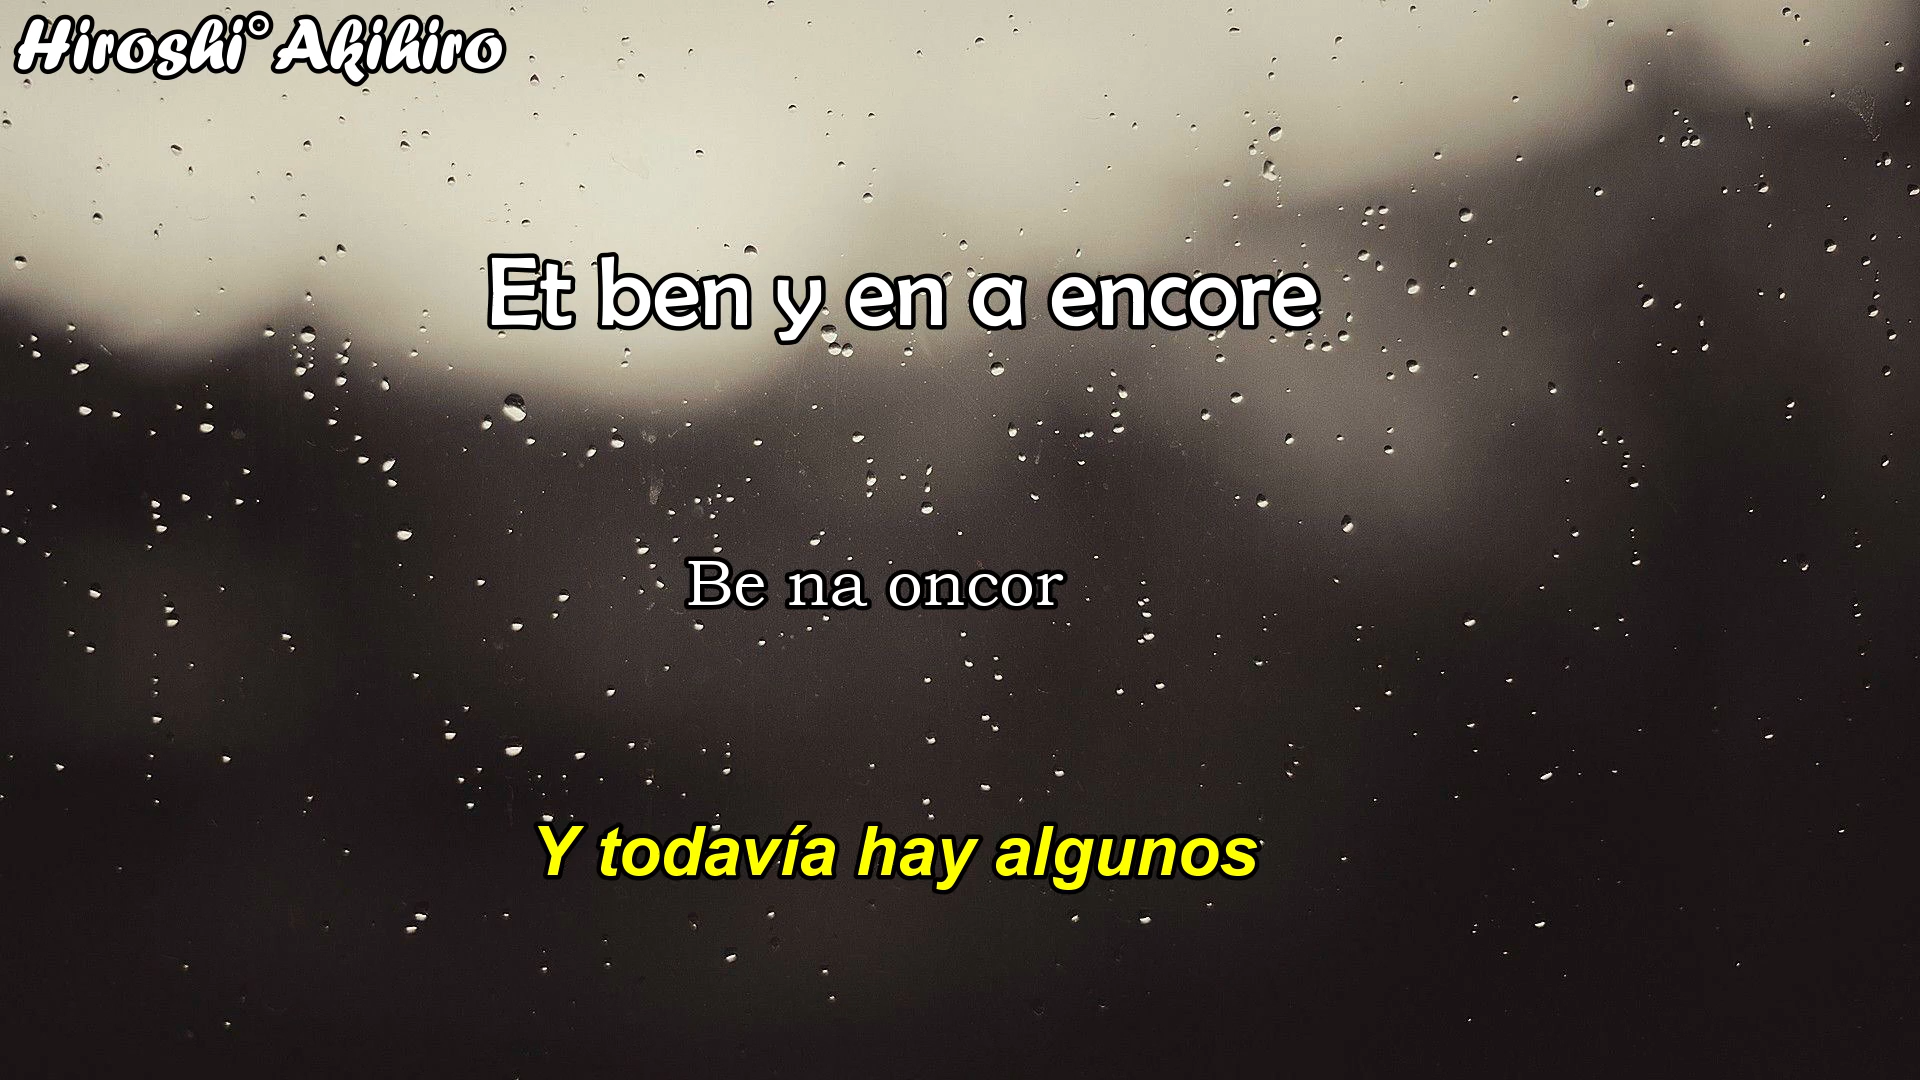 Hiroshi° Akihiro
Et ben y en a encore
Be na oncor
Y todavía hay algunos